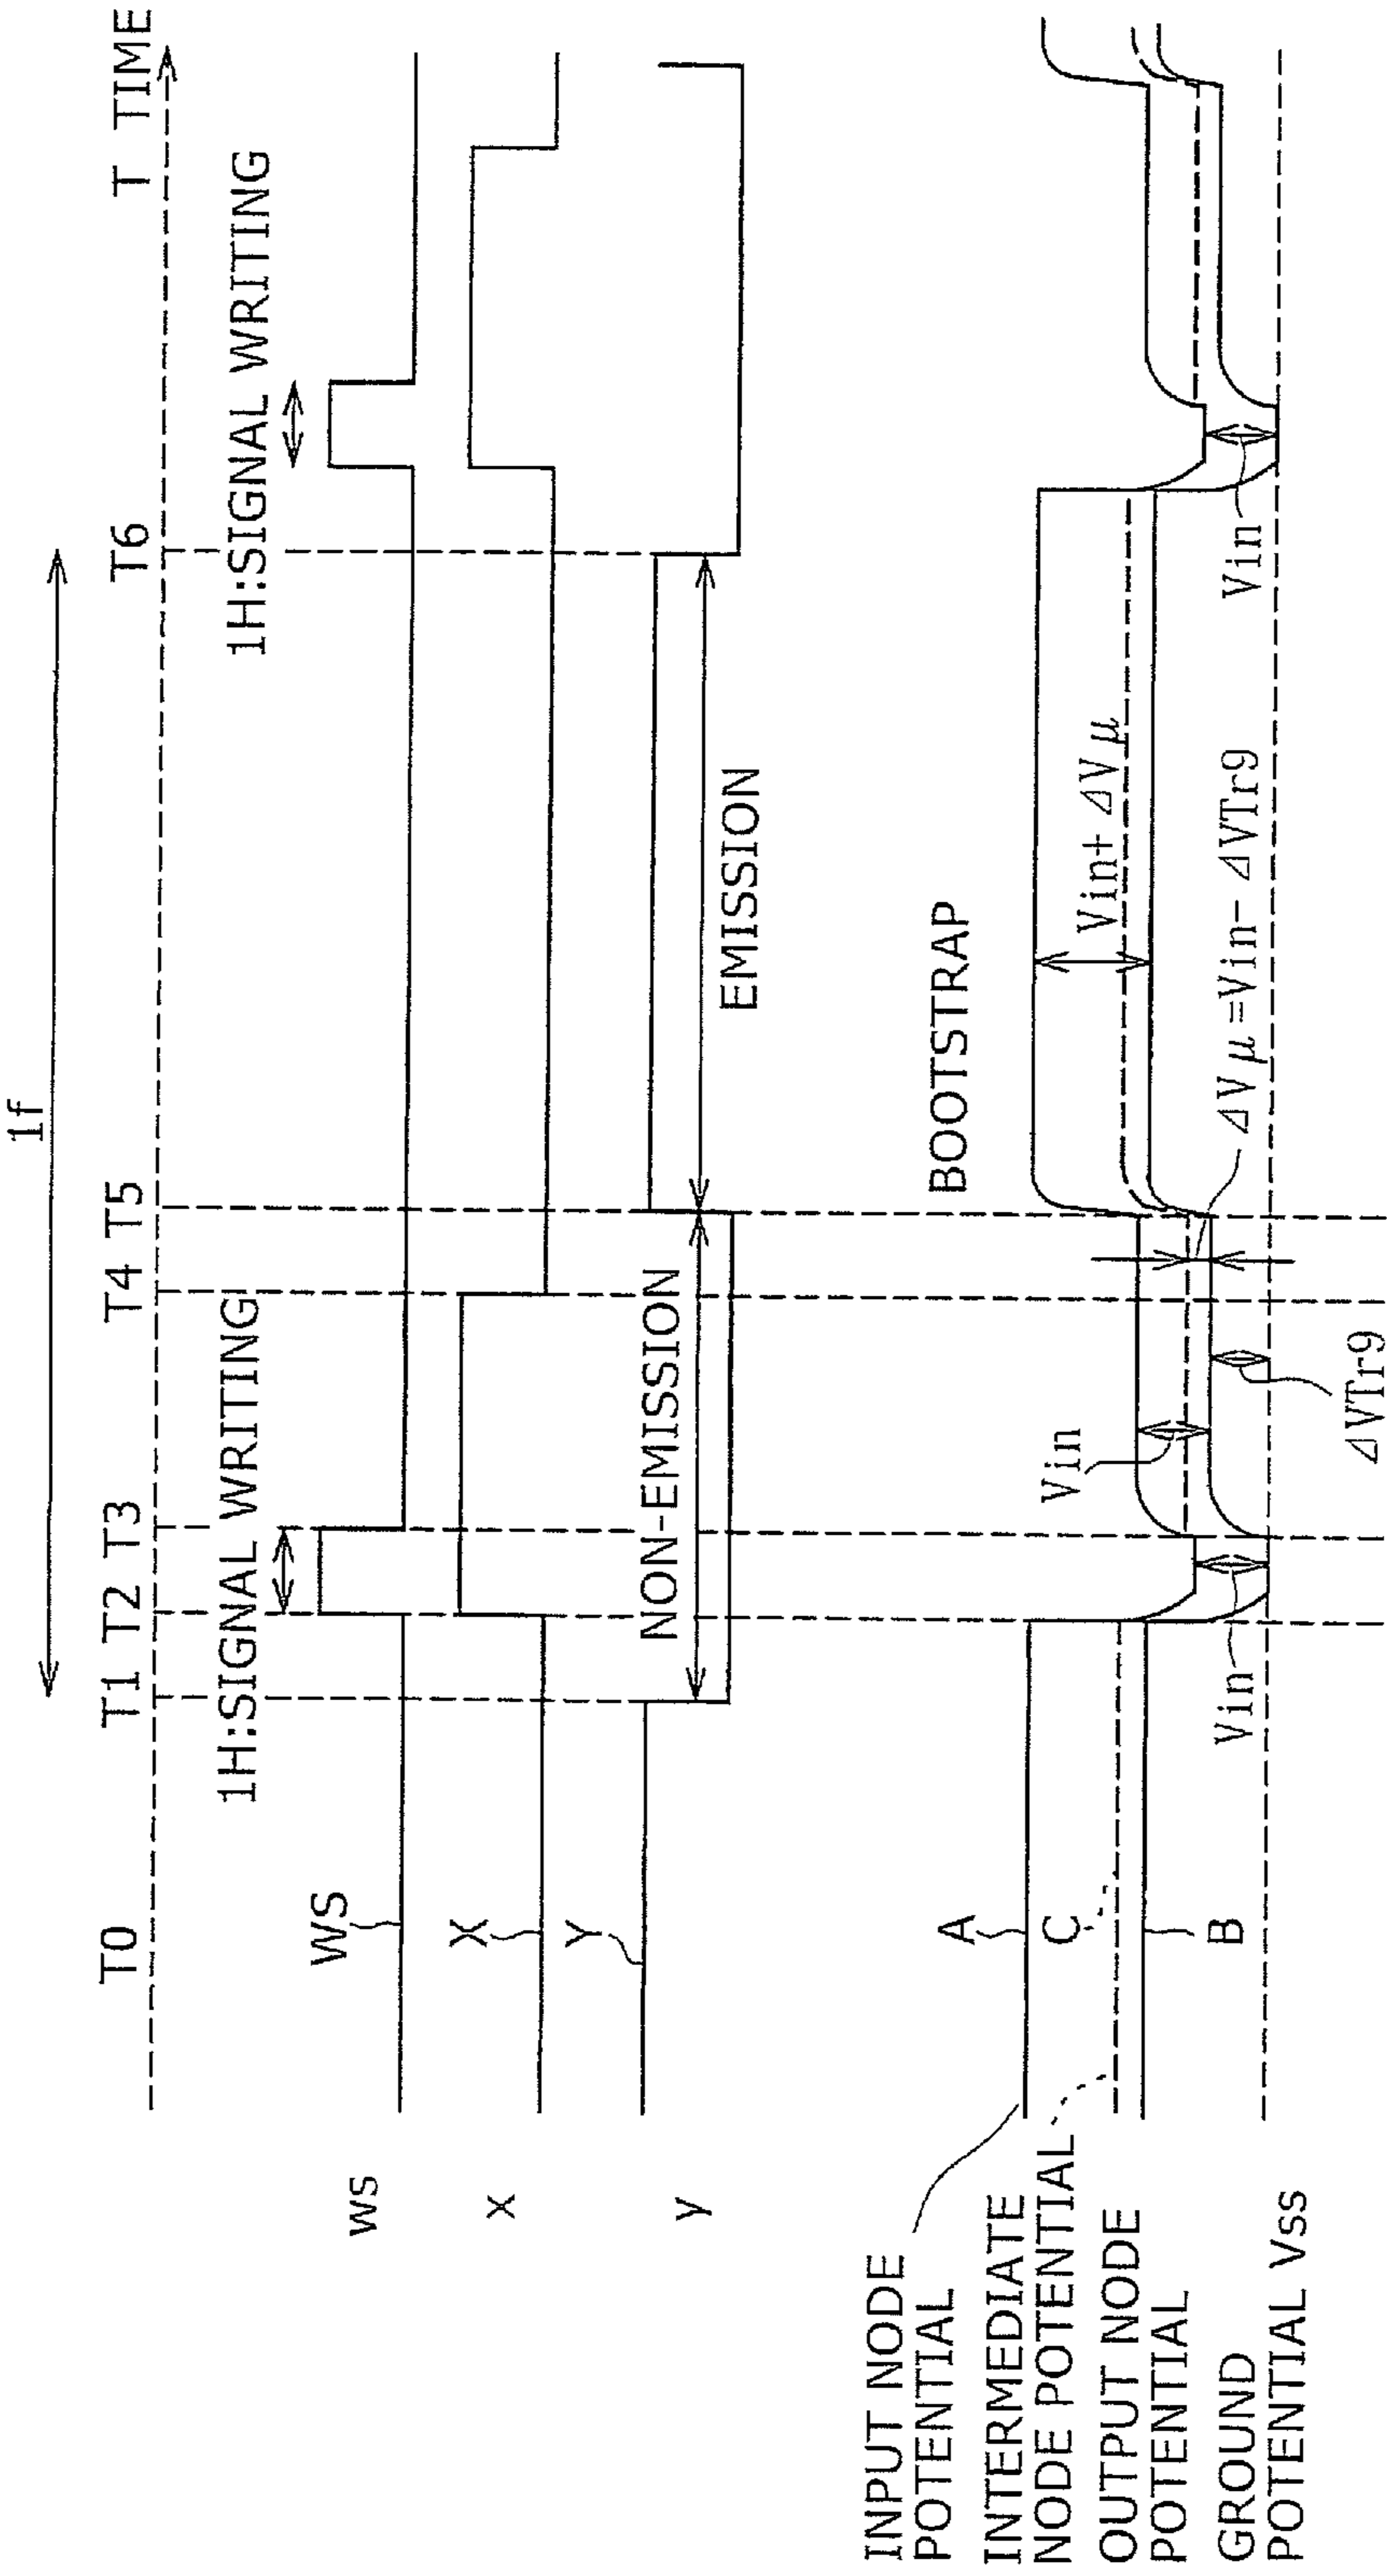 1f
T0 T1 T2 T3 T4 T5 T6 T TIME
1H:SIGNAL WRITING
1H:SIGNAL WRITING
ws
WS
x
X
y
Y
NON-EMISSION
EMISSION
BOOTSTRAP
INPUT NODE
POTENTIAL
INTERMEDIATE
NODE POTENTIAL
OUTPUT NODE
POTENTIAL
GROUND
POTENTIAL Vss
A
C
B
Vin
Vin
Vin+ΔVμ
Vin
ΔVμ=Vin-ΔVTr9
ΔVTr9